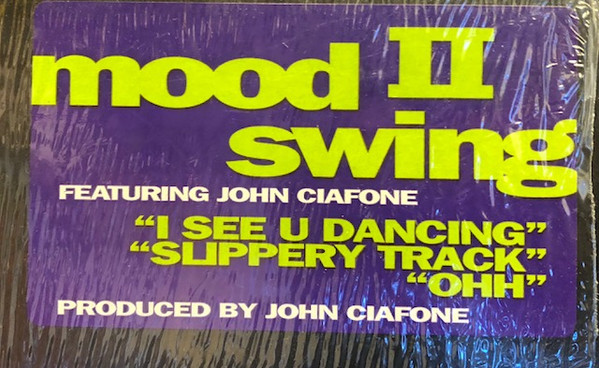 mood II
swing
FEATURING JOHN CIAFONE
“I SEE U DANCING”
“SLIPPERY TRACK”
“OHH”
PRODUCED BY JOHN CIAFONE